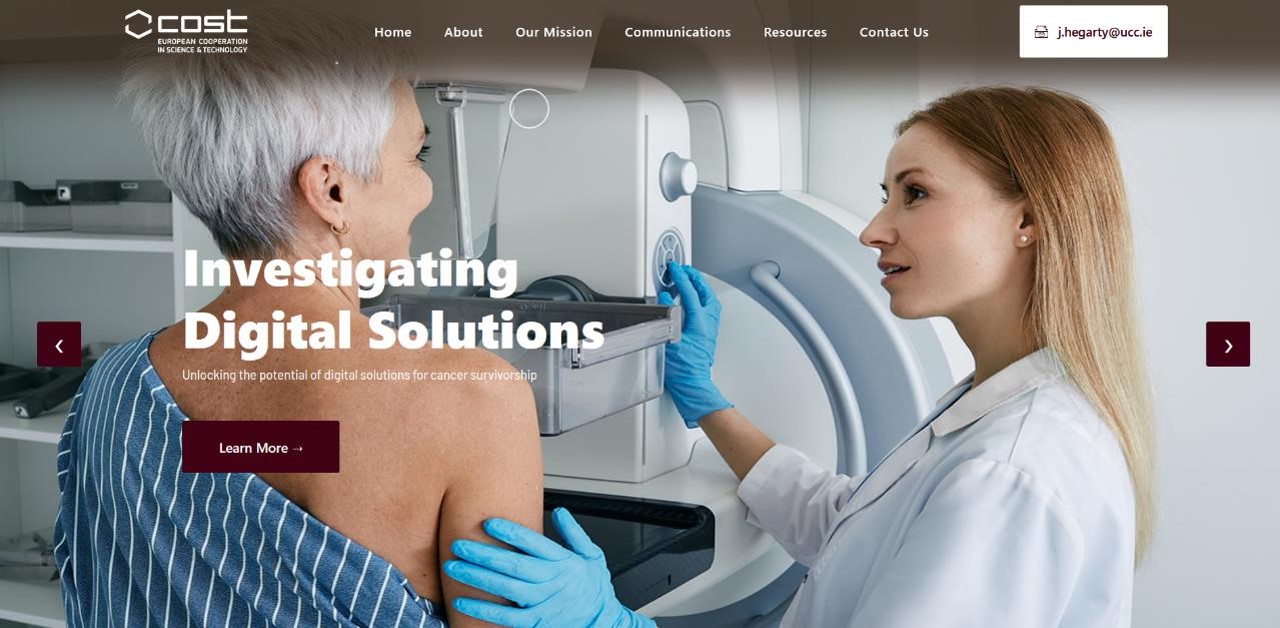 cost
EUROPEAN COOPERATION
IN SCIENCE & TECHNOLOGY
Home About Our Mission Communications Resources Contact Us
j.hegarty@ucc.ie
Investigating
Digital Solutions
Unlocking the potential of digital solutions for cancer survivorship
Learn More →